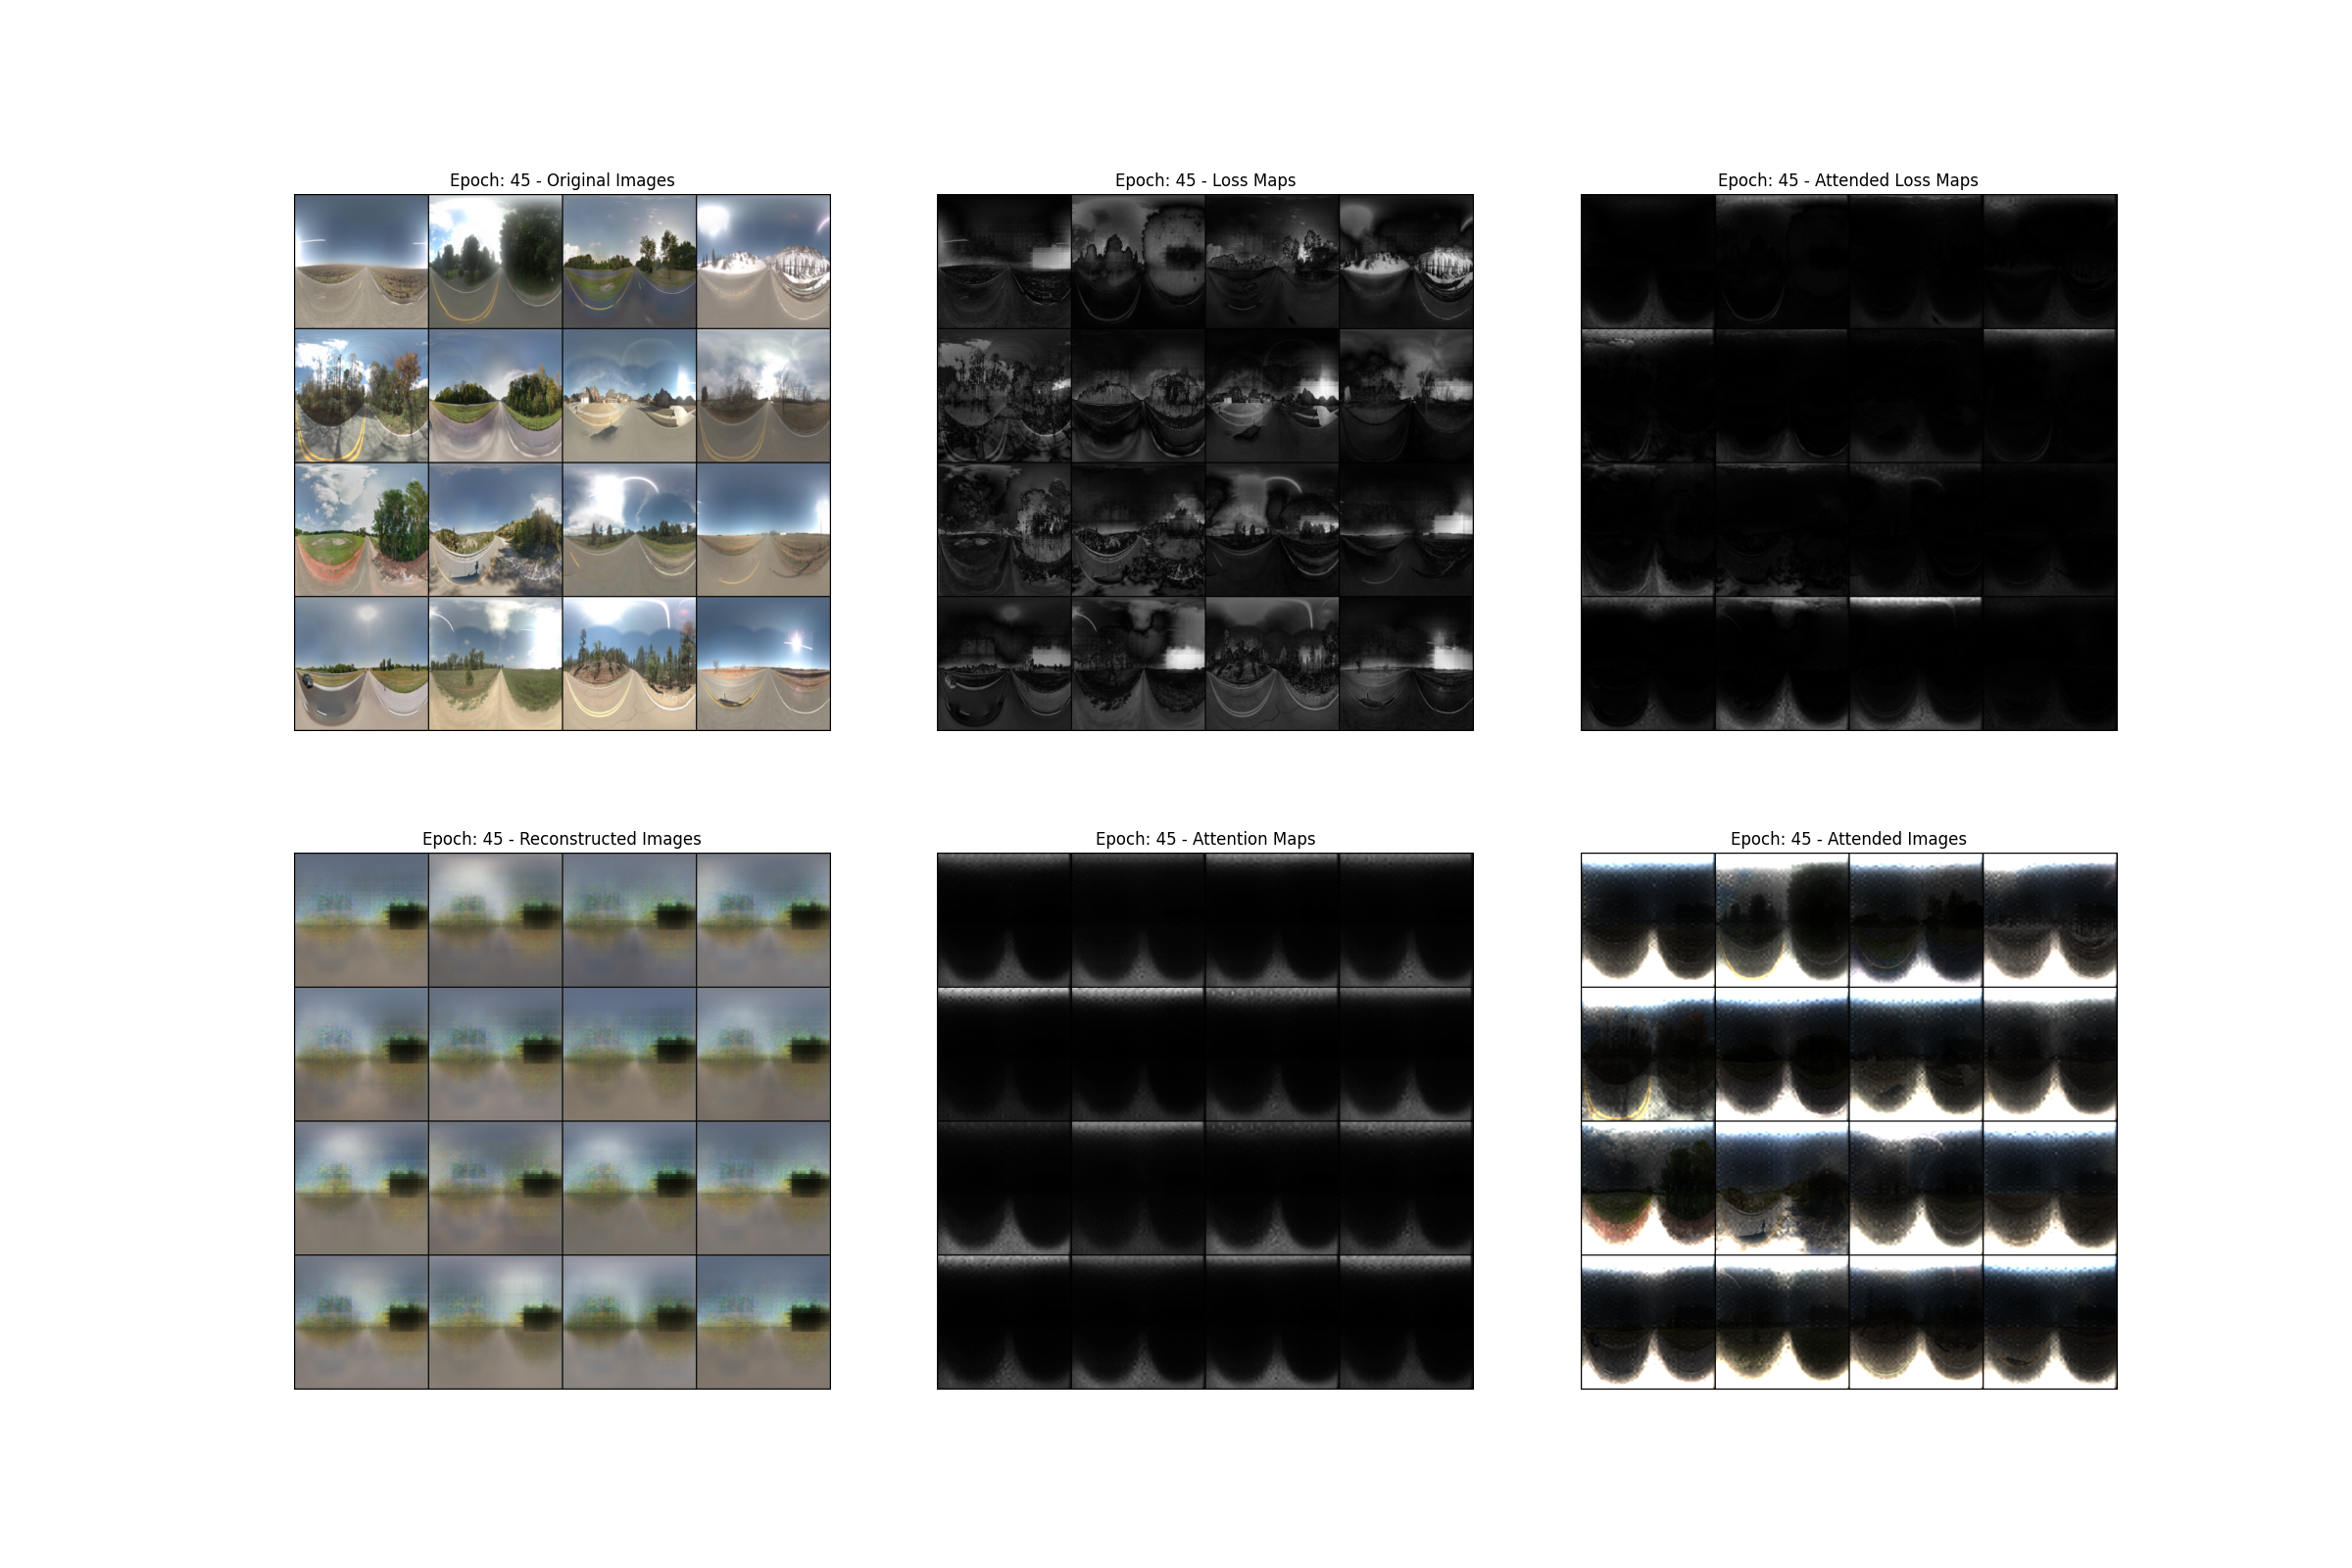 Epoch: 45 - Original Images
Epoch: 45 - Loss Maps
Epoch: 45 - Attended Loss Maps
Epoch: 45 - Reconstructed Images
Epoch: 45 - Attention Maps
Epoch: 45 - Attended Images